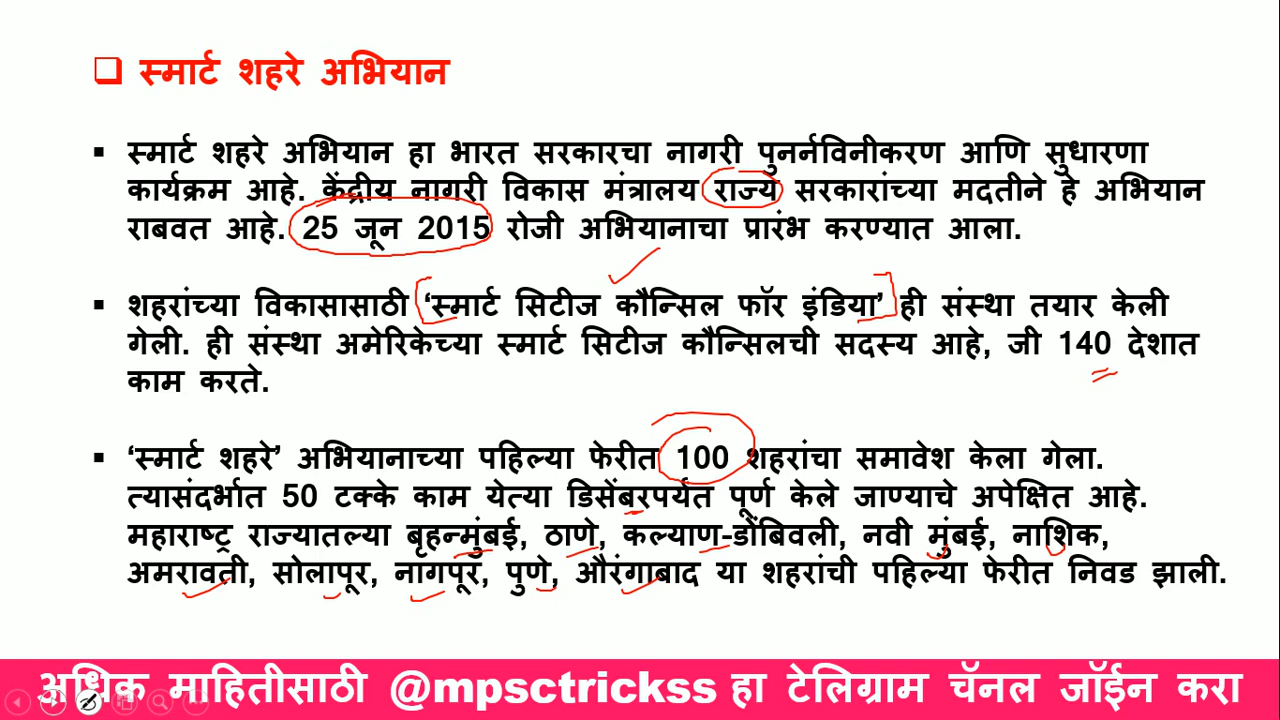 स्मार्ट शहरे अभियान
स्मार्ट शहरे अभियान हा भारत सरकारचा नागरी पुनर्नविनीकरण आणि सुधारणा
कार्यक्रम आहे. केंद्रीय नागरी विकास मंत्रालय राज्य सरकारांच्या मदतीने हे अभियान
राबवत आहे. 25 जून 2015 रोजी अभियानाचा प्रारंभ करण्यात आला.
शहरांच्या विकासासाठी ‘स्मार्ट सिटीज कौन्सिल फॉर इंडिया’ ही संस्था तयार केली
गेली. ही संस्था अमेरिकेच्या स्मार्ट सिटीज कौन्सिलची सदस्य आहे, जी 140 देशात
काम करते.
‘स्मार्ट शहरे’ अभियानाच्या पहिल्या फेरीत 100 शहरांचा समावेश केला गेला.
त्यासंदर्भात 50 टक्के काम येत्या डिसेंबरपर्यंत पूर्ण केले जाण्याचे अपेक्षित आहे.
महाराष्ट्र राज्यातल्या बृहन्मुंबई, ठाणे, कल्याण-डोंबिवली, नवी मुंबई, नाशिक,
अमरावती, सोलापूर, नागपूर, पुणे, औरंगाबाद या शहरांची पहिल्या फेरीत निवड झाली.
अधिक माहितीसाठी @mpsctrickss हा टेलिग्राम चॅनल जॉईन करा